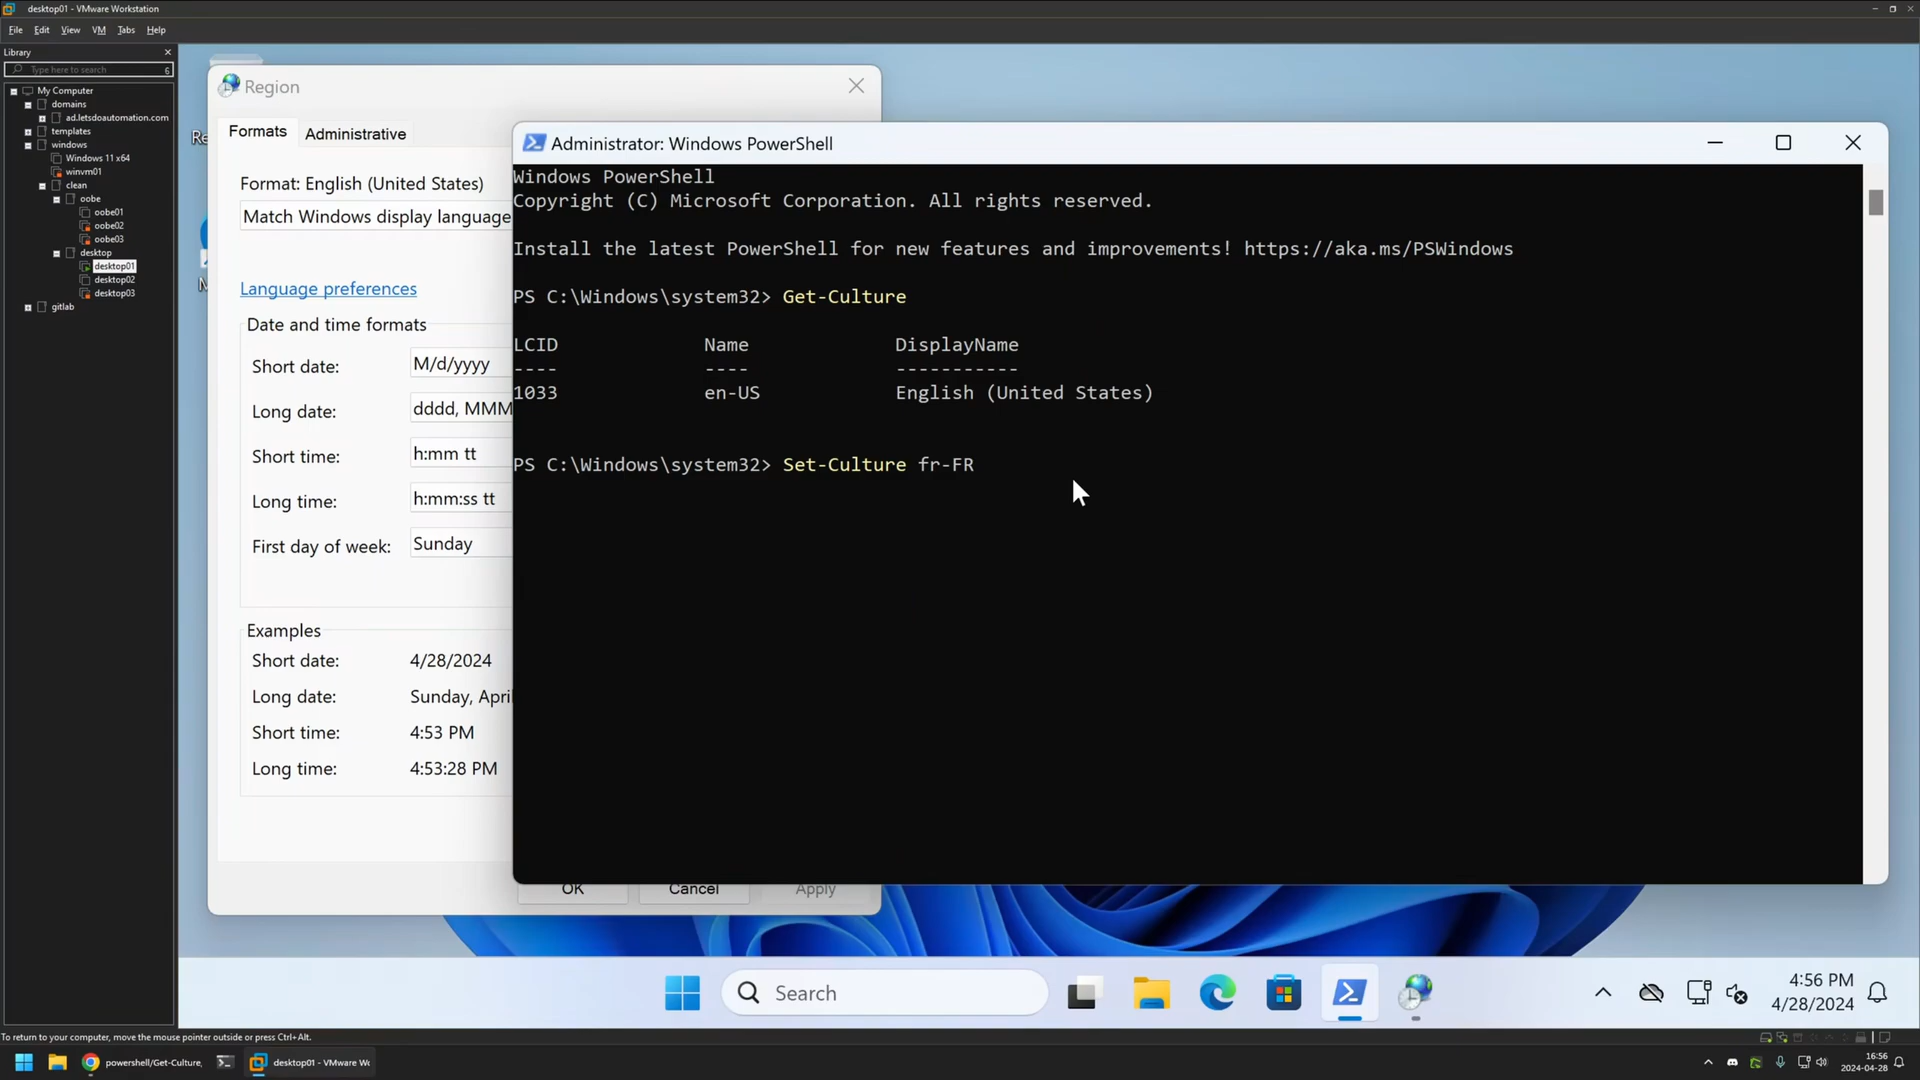 desktop01 - VMware Workstation
File Edit View VM Tabs Help
Library
Type here to search
My Computer
domains
ad.letsdoautomation.com
templates
windows
Windows 11 x64
winvm01
clean
oobe
oobe01
oobe02
oobe03
desktop
desktop01
desktop02
desktop03
gitlab
Region
Formats
Administrative
Format: English (United States)
Match Windows display language
Language preferences
Date and time formats
Short date: M/d/yyyy
Long date: dddd, MMM
Short time: h:mm tt
Long time: h:mm:ss tt
First day of week: Sunday
Examples
Short date: 4/28/2024
Long date: Sunday, April
Short time: 4:53 PM
Long time: 4:53:28 PM
OK
Cancel
Apply
Administrator: Windows PowerShell
Windows PowerShell
Copyright (C) Microsoft Corporation. All rights reserved.
Install the latest PowerShell for new features and improvements! https://aka.ms/PSWindows
PS C:\Windows\system32> Get-Culture
LCID Name DisplayName
---- ---- -----------
1033 en-US English (United States)
PS C:\Windows\system32> Set-Culture fr-FR
Search
4:56 PM
4/28/2024
To return to your computer, move the mouse pointer outside or press Ctrl+Alt.
powershell/Get-Culture,
desktop01 - VMware Wo
16:56
2024-04-28